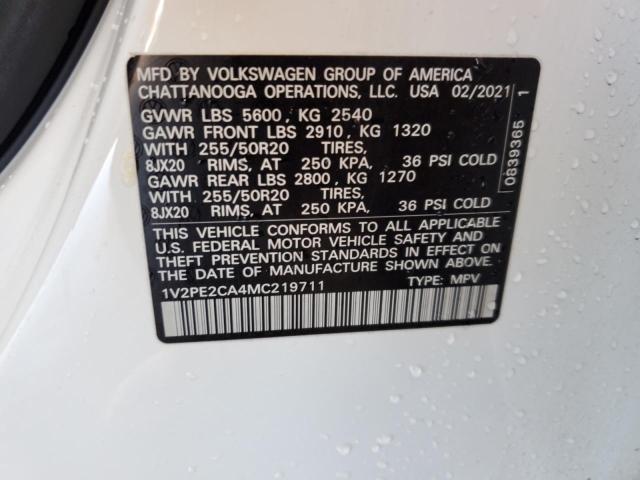 MFD BY VOLKSWAGEN GROUP OF AMERICA
CHATTANOOGA OPERATIONS, LLC. USA 02/2021
GVWR LBS 5600, KG 2540
GAWR FRONT LBS 2910, KG 1320
WITH 255/50R20 TIRES,
8JX20 RIMS, AT 250 KPA, 36 PSI COLD
GAWR REAR LBS 2800, KG 1270
WITH 255/50R20 TIRES,
8JX20 RIMS, AT 250 KPA, 36 PSI COLD
THIS VEHICLE CONFORMS TO ALL APPLICABLE
U.S. FEDERAL MOTOR VEHICLE SAFETY AND
THEFT PREVENTION STANDARDS IN EFFECT ON
THE DATE OF MANUFACTURE SHOWN ABOVE
1V2PE2CA4MC219711 TYPE: MPV
0839365 1